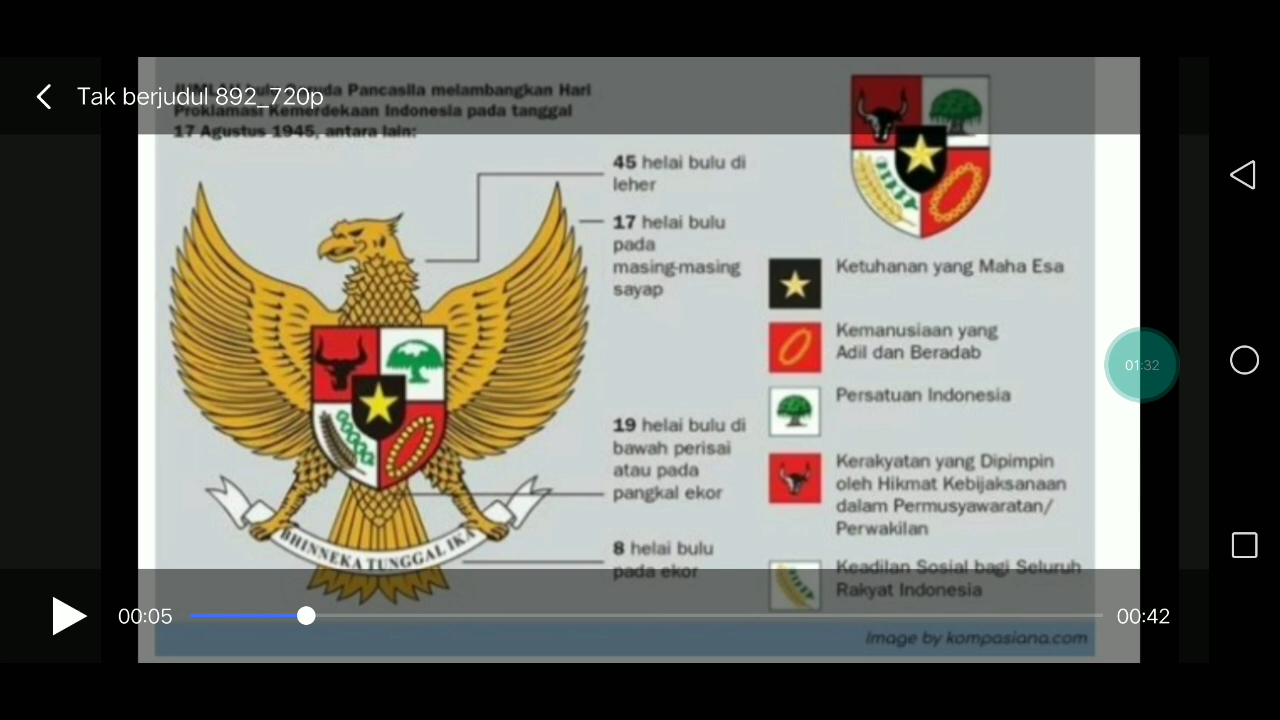 Tak berjudul 892_720p
Pancasila melambangkan Hari
Proklamasi Kemerdekaan Indonesia pada tanggal
17 Agustus 1945, antara lain:
45 helai bulu di
leher
17 helai bulu
pada
masing-masing
sayap
19 helai bulu di
bawah perisai
atau pada
pangkal ekor
8 helai bulu
pada ekor
BHINNEKA TUNGGAL IKA
Ketuhanan yang Maha Esa
Kemanusiaan yang
Adil dan Beradab
Persatuan Indonesia
Kerakyatan yang Dipimpin
oleh Hikmat Kebijaksanaan
dalam Permusyawaratan/
Perwakilan
Keadilan Sosial bagi Seluruh
Rakyat Indonesia
01:32
00:05
00:42
Image by kompasiana.com